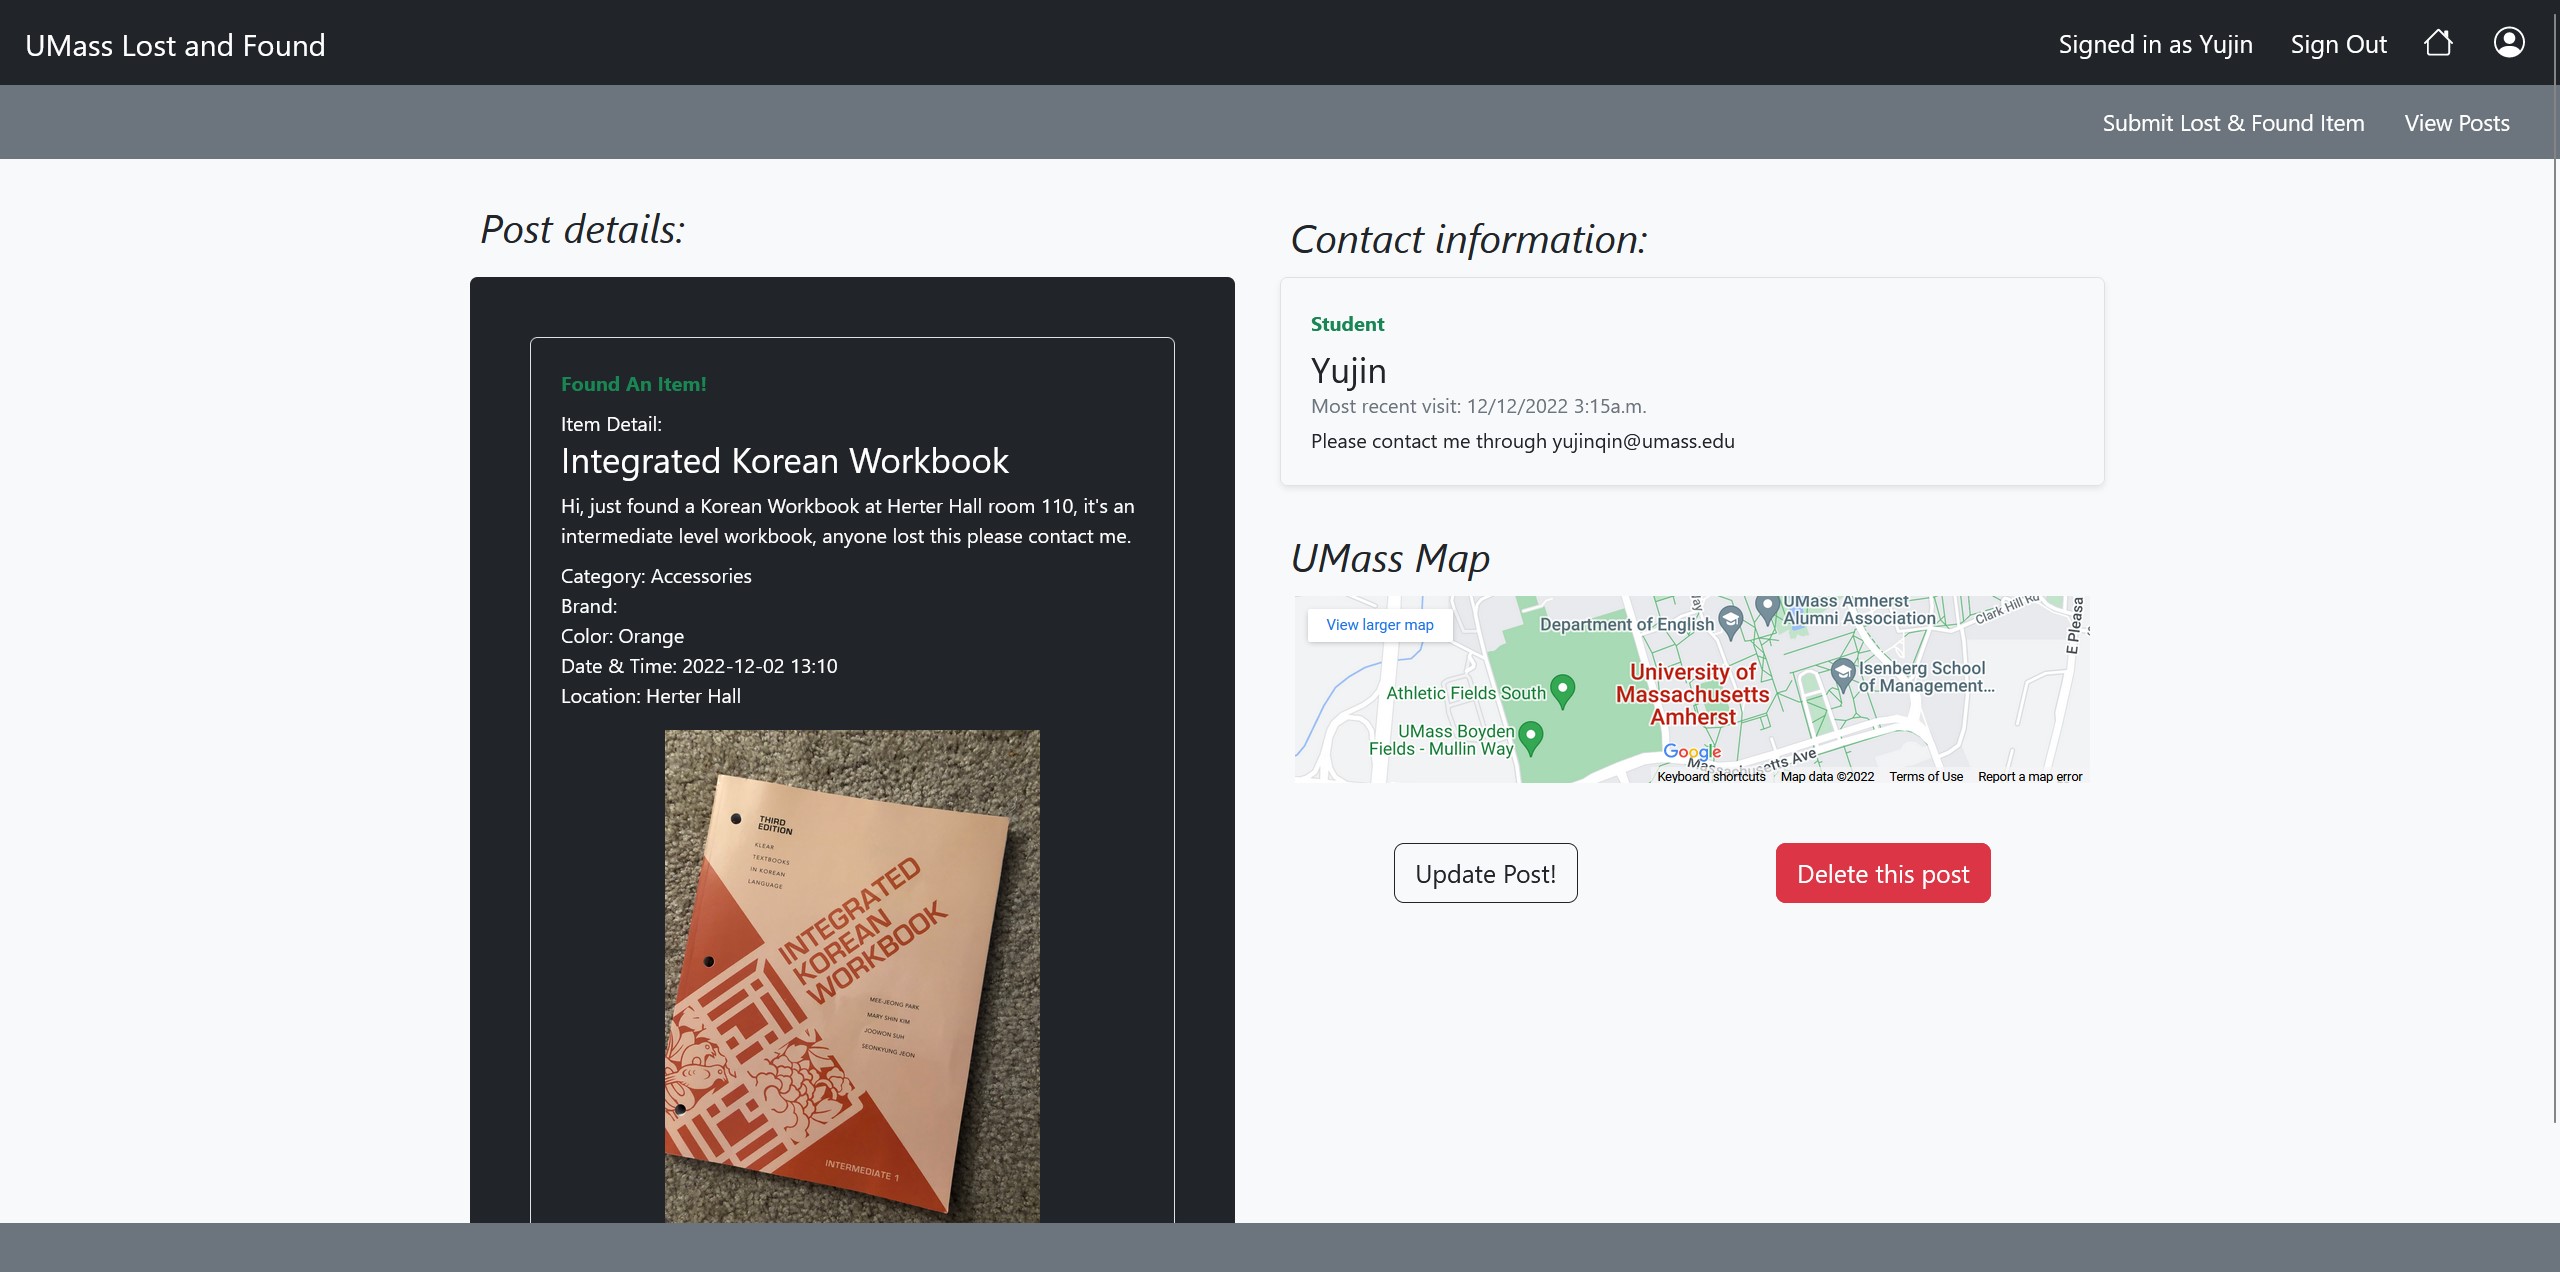 UMass Lost and Found
Signed in as Yujin
Sign Out
Submit Lost & Found Item
View Posts
Post details:
Found An Item!
Item Detail:
Integrated Korean Workbook
Hi, just found a Korean Workbook at Herter Hall room 110, it's an
intermediate level workbook, anyone lost this please contact me.
Category: Accessories
Brand:
Color: Orange
Date & Time: 2022-12-02 13:10
Location: Herter Hall
THIRD
EDITION
KLEAR
TEXTBOOKS
IN KOREAN
LANGUAGE
INTEGRATED
KOREAN
WORKBOOK
MEE-JEONG PARK
MARY SHIN KIM
JOOWON SUH
SEONKYUNG JEON
INTERMEDIATE 1
Contact information:
Student
Yujin
Most recent visit: 12/12/2022 3:15a.m.
Please contact me through yujinqin@umass.edu
UMass Map
View larger map
Department of English
UMass Amherst
Alumni Association
Clark Hill Rd
E Pleasa
Isenberg School
of Management...
University of
Massachusetts
Amherst
Athletic Fields South
UMass Boyden
Fields - Mullin Way
Google
Massachusetts Ave
Keyboard shortcuts
Map data ©2022
Terms of Use
Report a map error
Update Post!
Delete this post